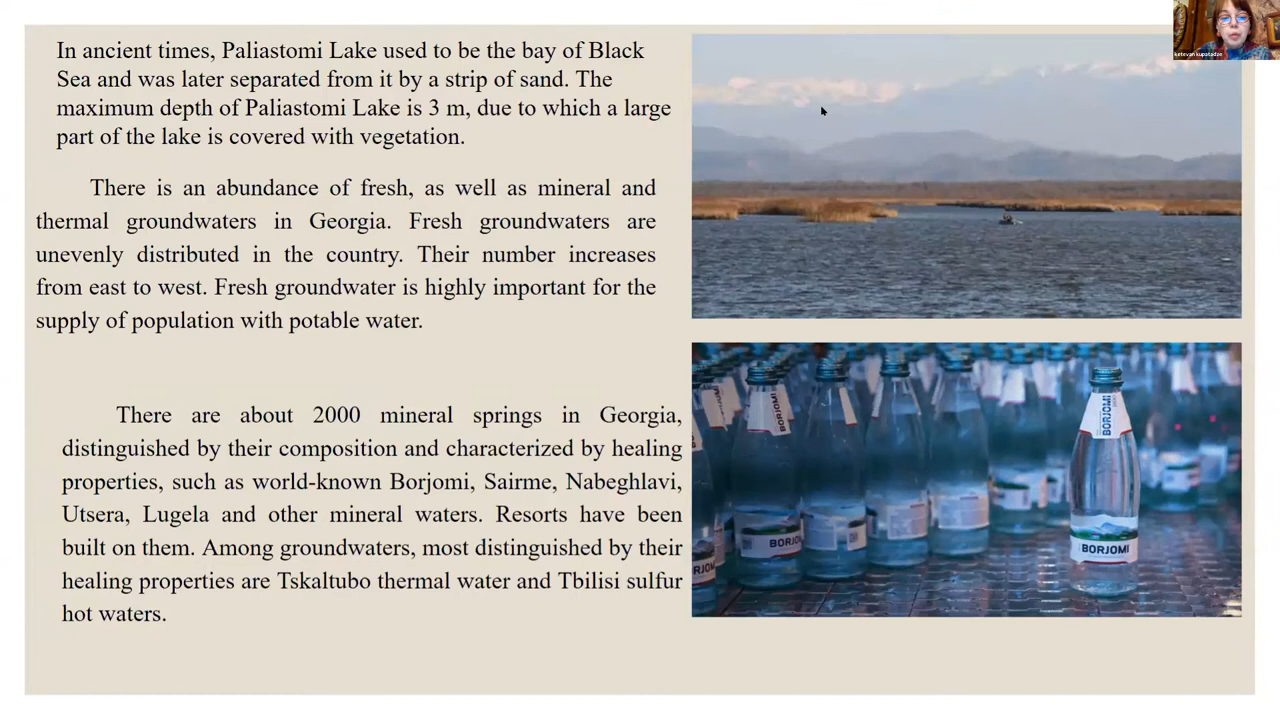 In ancient times, Paliastomi Lake used to be the bay of Black
Sea and was later separated from it by a strip of sand. The
maximum depth of Paliastomi Lake is 3 m, due to which a large
part of the lake is covered with vegetation.
There is an abundance of fresh, as well as mineral and
thermal groundwaters in Georgia. Fresh groundwaters are
unevenly distributed in the country. Their number increases
from east to west. Fresh groundwater is highly important for the
supply of population with potable water.
There are about 2000 mineral springs in Georgia,
distinguished by their composition and characterized by healing
properties, such as world-known Borjomi, Sairme, Nabeghlavi,
Utsera, Lugela and other mineral waters. Resorts have been
built on them. Among groundwaters, most distinguished by their
healing properties are Tskaltubo thermal water and Tbilisi sulfur
hot waters.
ketevan kupatadze
BORJOMI
BORJOMI
BORJOMI